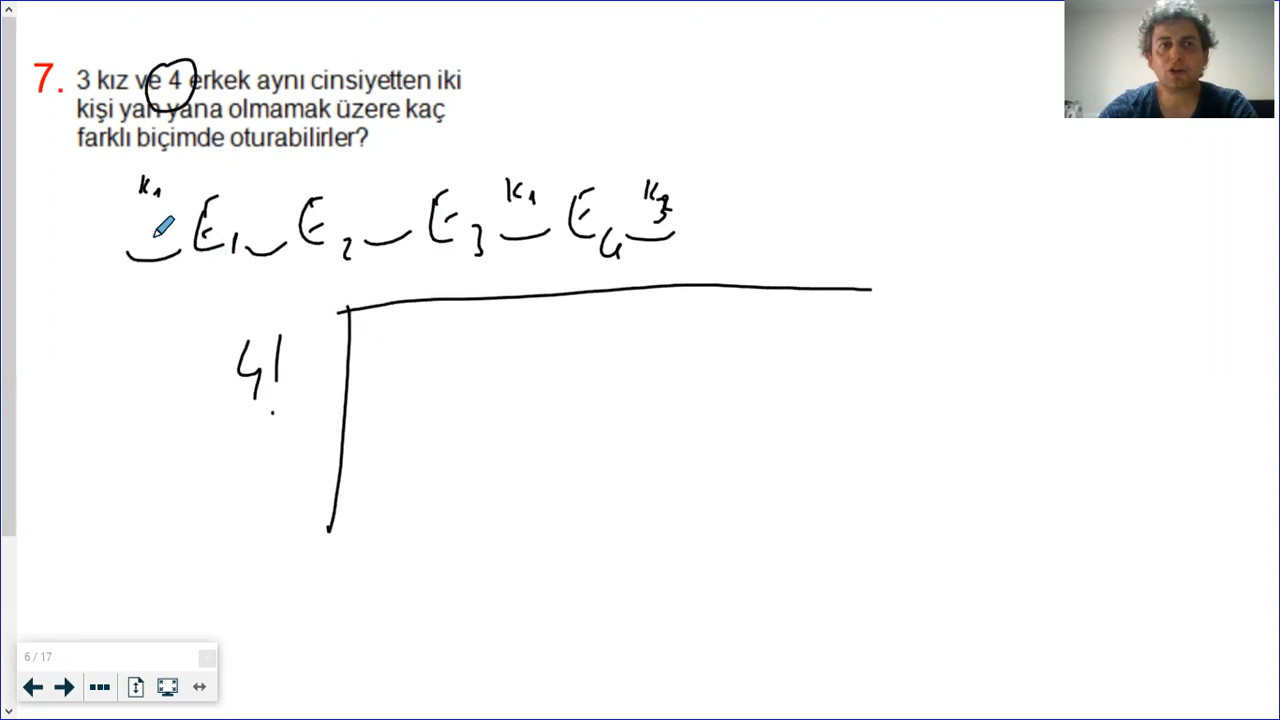 7. 3 kız ve 4 erkek aynı cinsiyetten iki
kişi yan yana olmamak üzere kaç
farklı biçimde oturabilirler?
K1 K1
E1 E2 E3 E4
4!
6 / 17